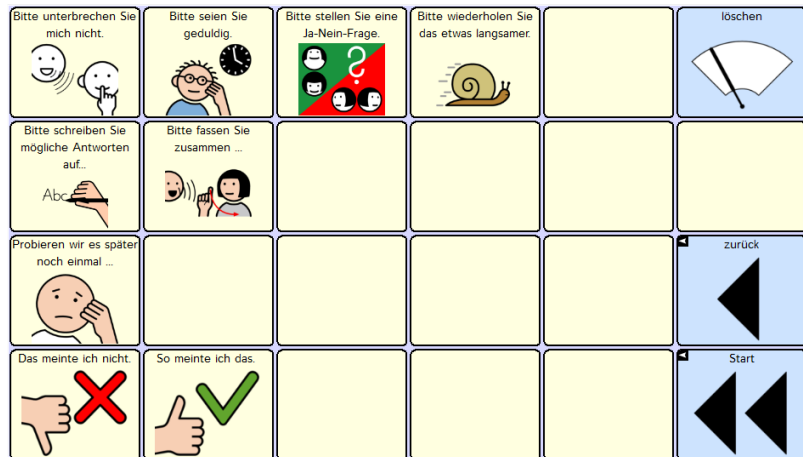 Bitte unterbrechen Sie
mich nicht.
Bitte seien Sie
geduldig.
Bitte stellen Sie eine
Ja-Nein-Frage.
?
Bitte wiederholen Sie
das etwas langsamer.
löschen
Bitte schreiben Sie
mögliche Antworten
auf...
Abc
Bitte fassen Sie
zusammen ...
Probieren wir es später
noch einmal ...
zurück
Das meinte ich nicht.
So meinte ich das.
Start